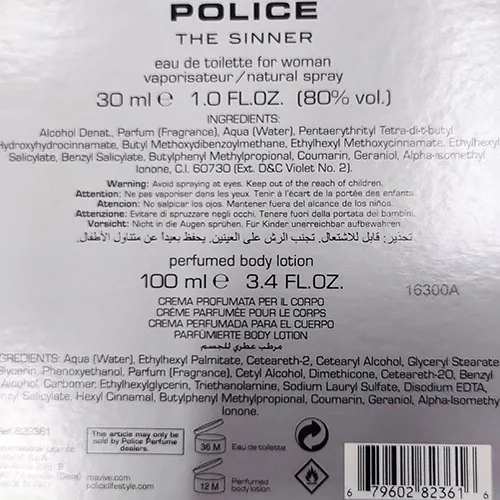 POLICE
THE SINNER
eau de toilette for woman
vaporisateur/natural spray
30 ml e 1.0 FL.OZ. (80% vol.)
INGREDIENTS:
Alcohol Denat., Parfum (Fragrance), Aqua (Water), Pentaerythrityl Tetra-di-t-butyl
Hydroxyhydrocinnamate, Butyl Methoxydibenzoylmethane, Ethylhexyl Methoxycinnamate, Ethylhexyl
Salicylate, Benzyl Salicylate, Butylphenyl Methylpropional, Coumarin, Geraniol, Alpha-isomethyl
Ionone, C.I. 60730 (Ext. D&C Violet No. 2).
Warning: Avoid spraying at eyes. Keep out of the reach of children.
Attention: Ne pas vaporiser dans les yeux. Tenir à l'écart de la portée des enfants.
Atencion: No salpicar los ojos. Mantener fuera del alcance de los niños.
Attenzione: Evitare di spruzzare negli occhi. Tenere fuori dalla portata dei bambini.
Vorsicht: Nicht in die Augen sprühen. Für Kinder unerreichbar aufbewahren.
تحذير: قابل للاشتعال. تجنب الرش على العينين. يحفظ بعيداً عن متناول الأطفال.
perfumed body lotion
100 ml e 3.4 FL.OZ.
16300A
CREMA PROFUMATA PER IL CORPO
CRÈME PARFUMÉE POUR LE CORPS
CREMA PERFUMADA PARA EL CUERPO
PARFÜMIERTE BODY LOTION
مرطب عطري للجسم
GREDIENTS: Aqua (Water), Ethylhexyl Palmitate, Ceteareth-2, Cetearyl Alcohol, Glyceryl Stearate
Glycerin, Phenoxyethanol, Parfum (Fragrance), Cetyl Alcohol, Dimethicone, Ceteareth-20, Benzyl
Alcohol, Carbomer, Ethylhexylglycerin, Triethanolamine, Sodium Lauryl Sulfate, Disodium EDTA,
Salicylate, Hexyl Cinnamal, Butylphenyl Methylpropional, Coumarin, Geraniol, Alpha-Isomethyl
Ionone.
Ref. 829361
This article may only be
sold by Police Perfume
dealers.
mavive.com
policelifestyle.com
36 M
Eau de toilette
12 M
Perfumed
body lotion
679602 82361 6